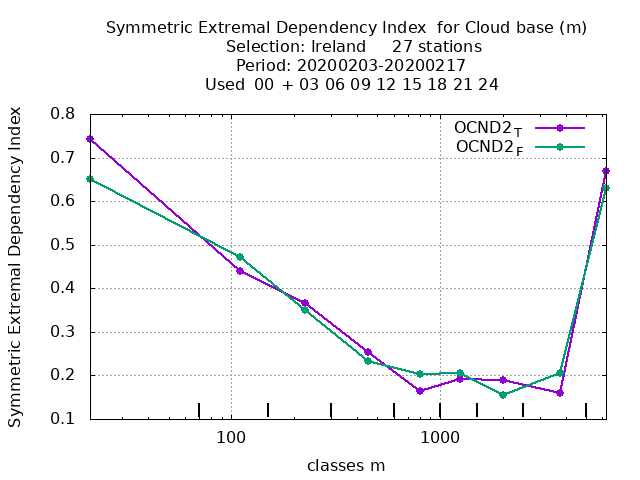 Symmetric Extremal Dependency Index  for Cloud base (m)
Selection: Ireland     27 stations
Period: 20200203-20200217
Used  00  + 03 06 09 12 15 18 21 24
OCND2T
OCND2F
Symmetric Extremal Dependency Index
0.8
0.7
0.6
0.5
0.4
0.3
0.2
0.1
100 1000
classes m